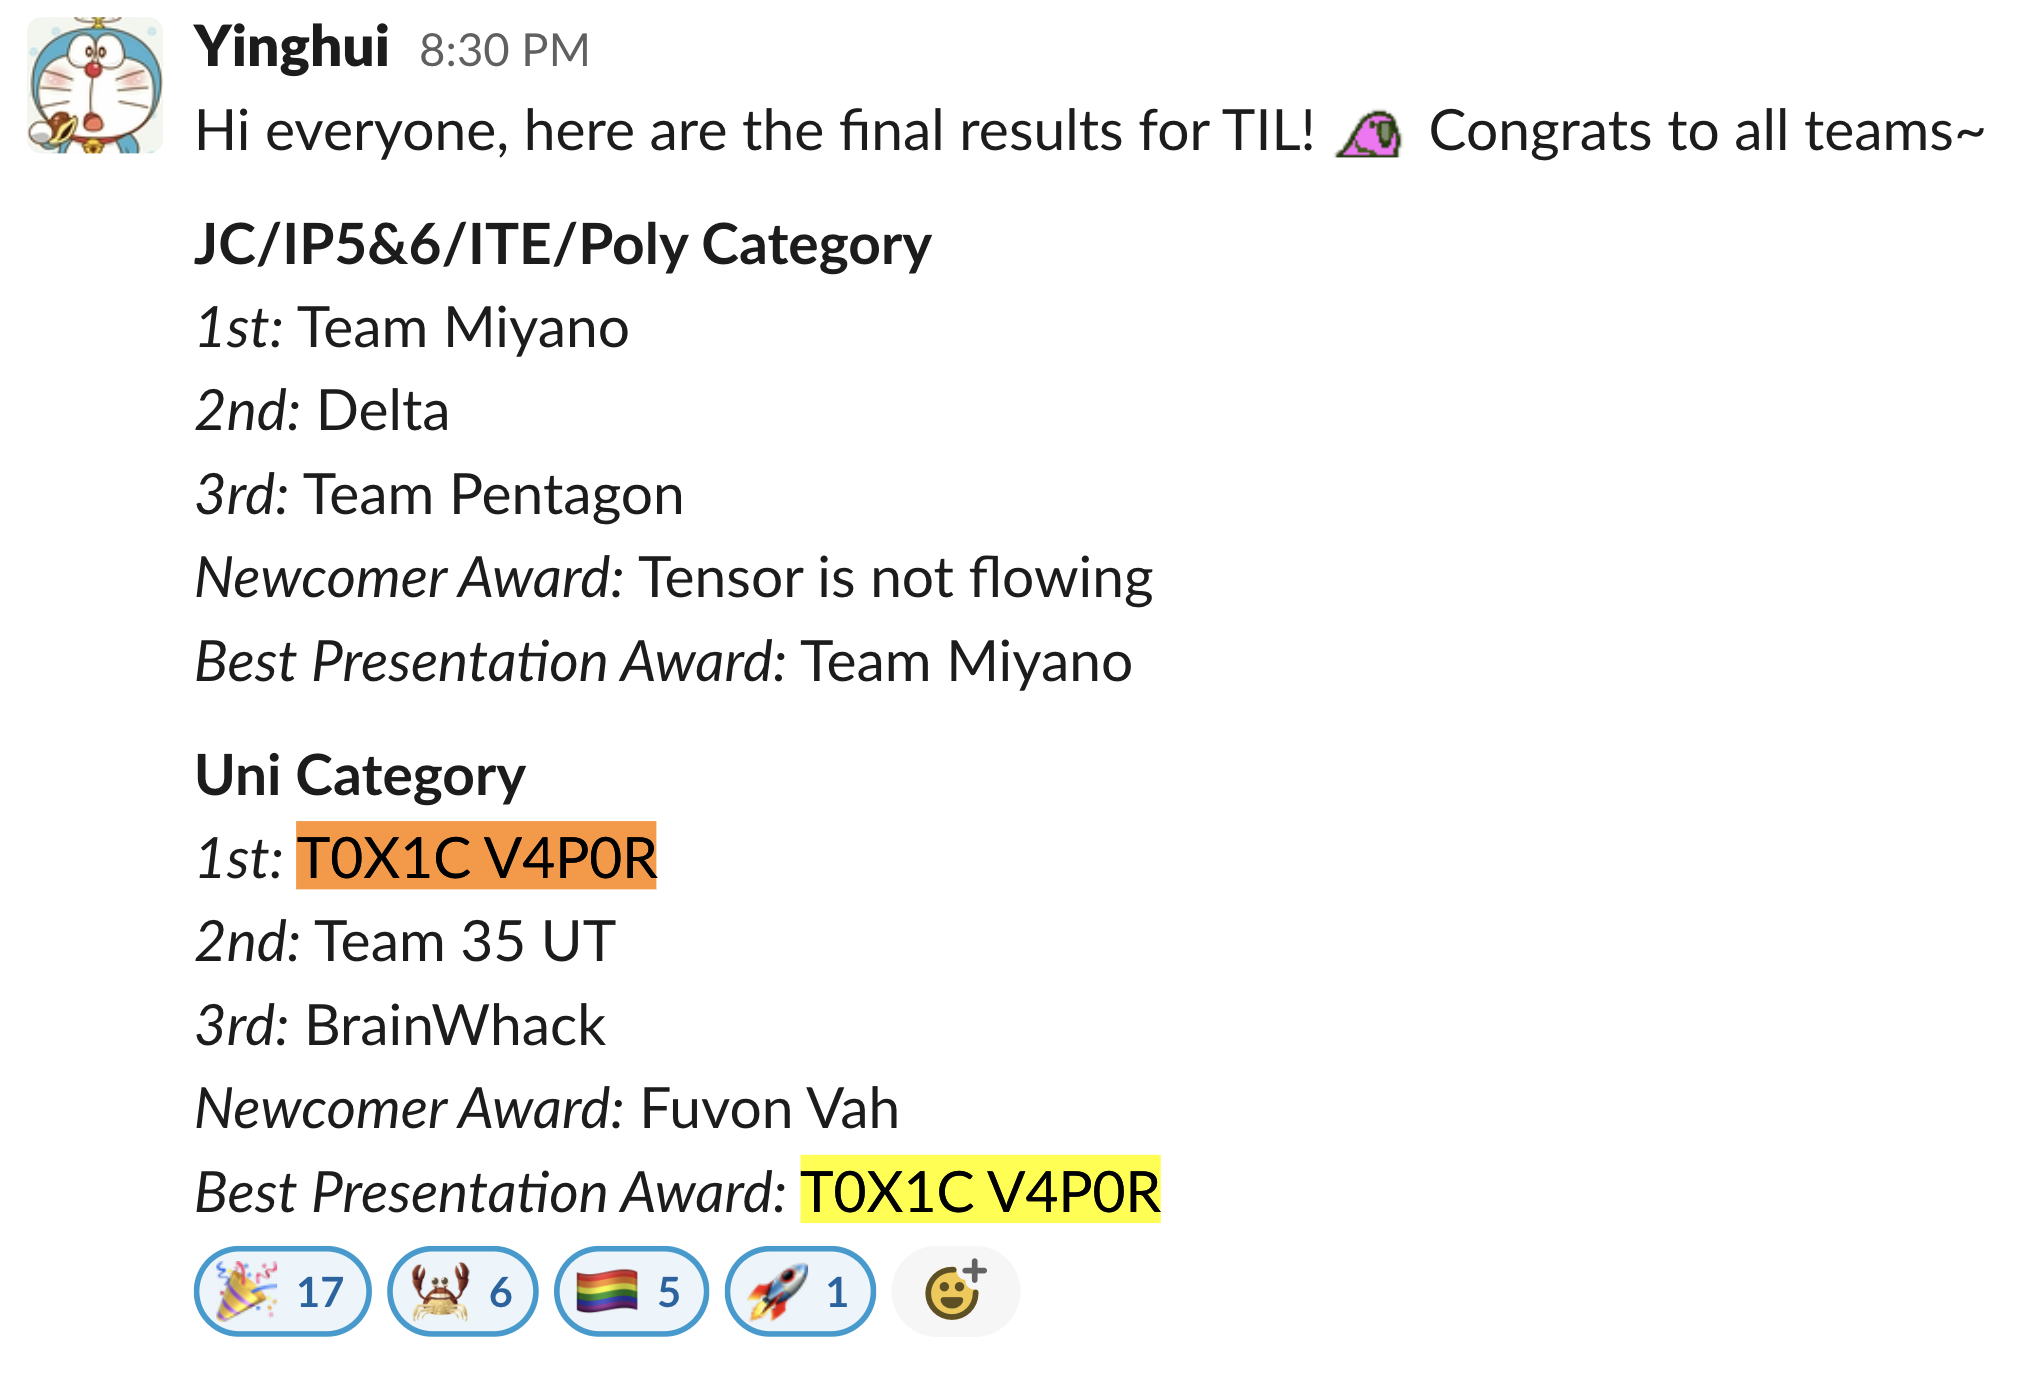 Yinghui 8:30 PM
Hi everyone, here are the final results for TIL! Congrats to all teams~
JC/IP5&6/ITE/Poly Category
1st: Team Miyano
2nd: Delta
3rd: Team Pentagon
Newcomer Award: Tensor is not flowing
Best Presentation Award: Team Miyano
Uni Category
1st: T0X1C V4P0R
2nd: Team 35 UT
3rd: BrainWhack
Newcomer Award: Fuvon Vah
Best Presentation Award: T0X1C V4P0R
17 6 5 1